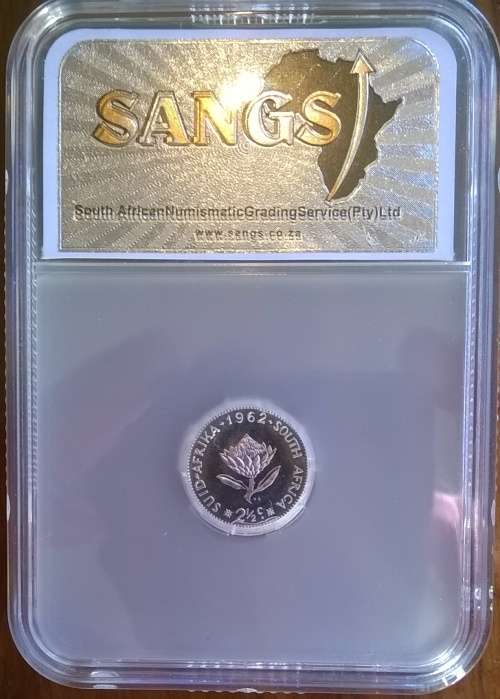 SANGS
South AfricanNumismaticGradingService(Pty)Ltd
www.sangs.co.za
SUID-AFRIKA·1962·SOUTH AFRICA
2½c